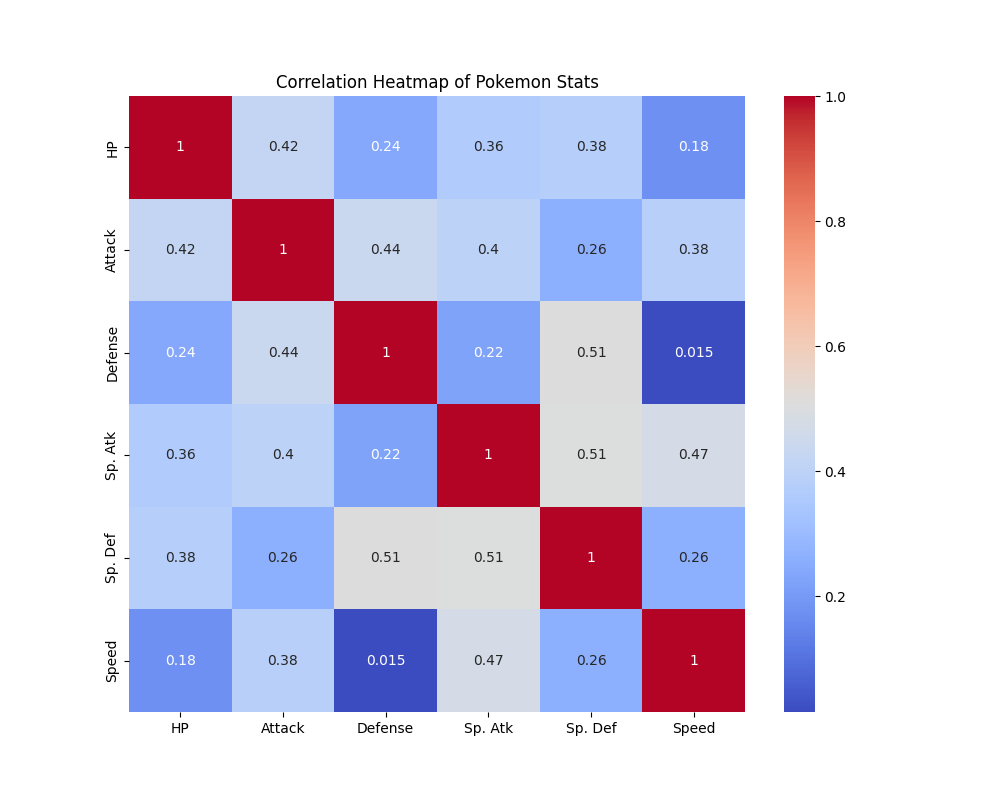 Correlation Heatmap of Pokemon Stats
HP 1 0.42 0.24 0.36 0.38 0.18
Attack 0.42 1 0.44 0.4 0.26 0.38
Defense 0.24 0.44 1 0.22 0.51 0.015
Sp. Atk 0.36 0.4 0.22 1 0.51 0.47
Sp. Def 0.38 0.26 0.51 0.51 1 0.26
Speed 0.18 0.38 0.015 0.47 0.26 1
HP Attack Defense Sp. Atk Sp. Def Speed
1.0
0.8
0.6
0.4
0.2